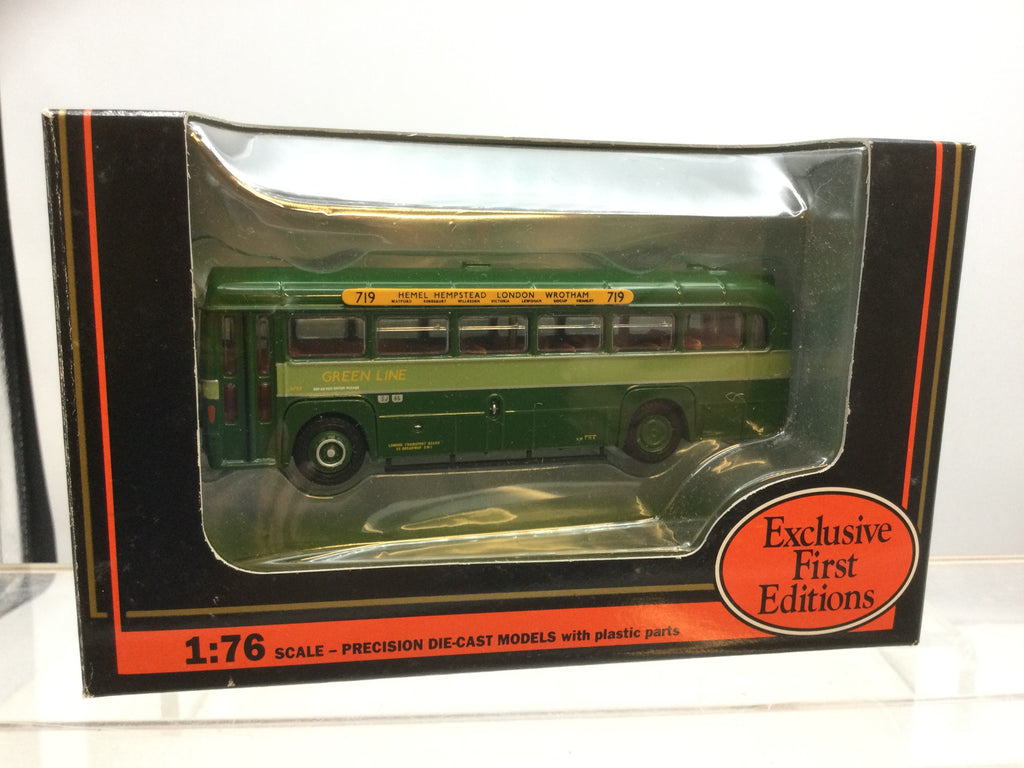 719 HEMEL HEMPSTEAD LONDON WROTHAM 719
WATFORD KINGSBURY WILLESDEN VICTORIA LEWISHAM SIDCUP SWANLEY
GREEN LINE
LONDON TRANSPORT BOARD
55 BROADWAY S.W.1
Exclusive
First
Editions
1:76 SCALE – PRECISION DIE-CAST MODELS with plastic parts